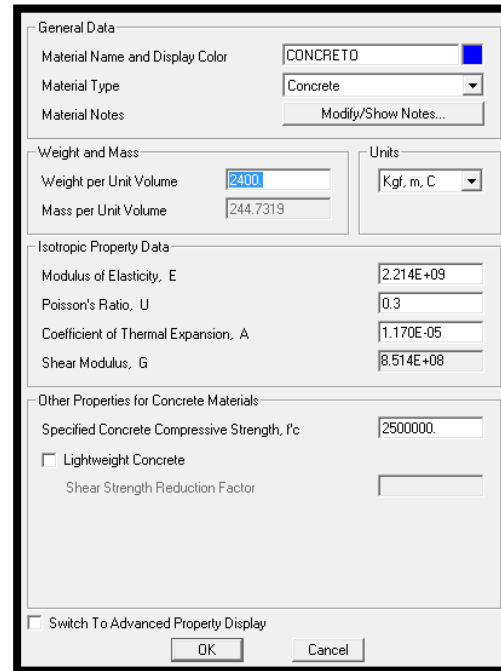 General Data
Material Name and Display Color CONCRETO
Material Type Concrete
Material Notes Modify/Show Notes...
Weight and Mass Units
Weight per Unit Volume 2400. Kgf, m, C
Mass per Unit Volume 244.7319
Isotropic Property Data
Modulus of Elasticity, E 2.214E+09
Poisson's Ratio, U 0.3
Coefficient of Thermal Expansion, A 1.170E-05
Shear Modulus, G 8.514E+08
Other Properties for Concrete Materials
Specified Concrete Compressive Strength, f'c 2500000.
Lightweight Concrete
Shear Strength Reduction Factor
Switch To Advanced Property Display
OK Cancel